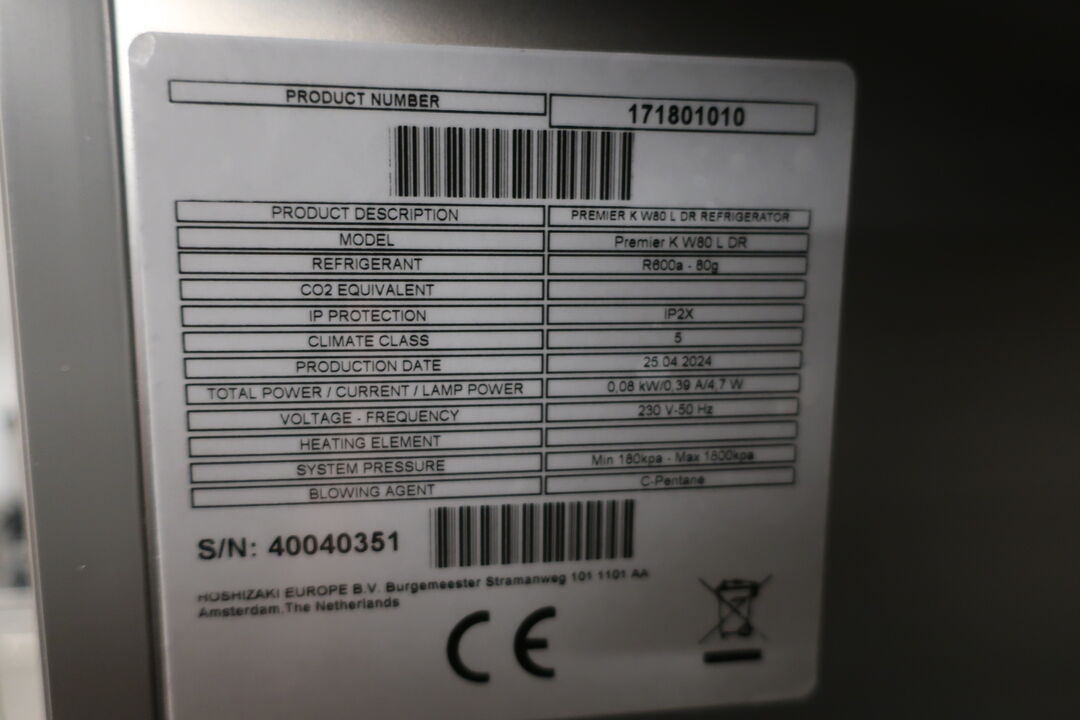 PRODUCT NUMBER 171801010
PRODUCT DESCRIPTION PREMIER K W80 L DR REFRIGERATOR
MODEL Premier K W80 L DR
REFRIGERANT R600a - 80g
CO2 EQUIVALENT
IP PROTECTION IP2X
CLIMATE CLASS 5
PRODUCTION DATE 25.04.2024
TOTAL POWER / CURRENT / LAMP POWER 0,08 kW/0,39 A/4,7 W
VOLTAGE - FREQUENCY 230 V-50 Hz
HEATING ELEMENT
SYSTEM PRESSURE Min 180kpa - Max 1800kpa
BLOWING AGENT C-Pentane
S/N: 40040351
HOSHIZAKI EUROPE B.V. Burgemeester Stramanweg 101 1101 AA
Amsterdam,The Netherlands
CE